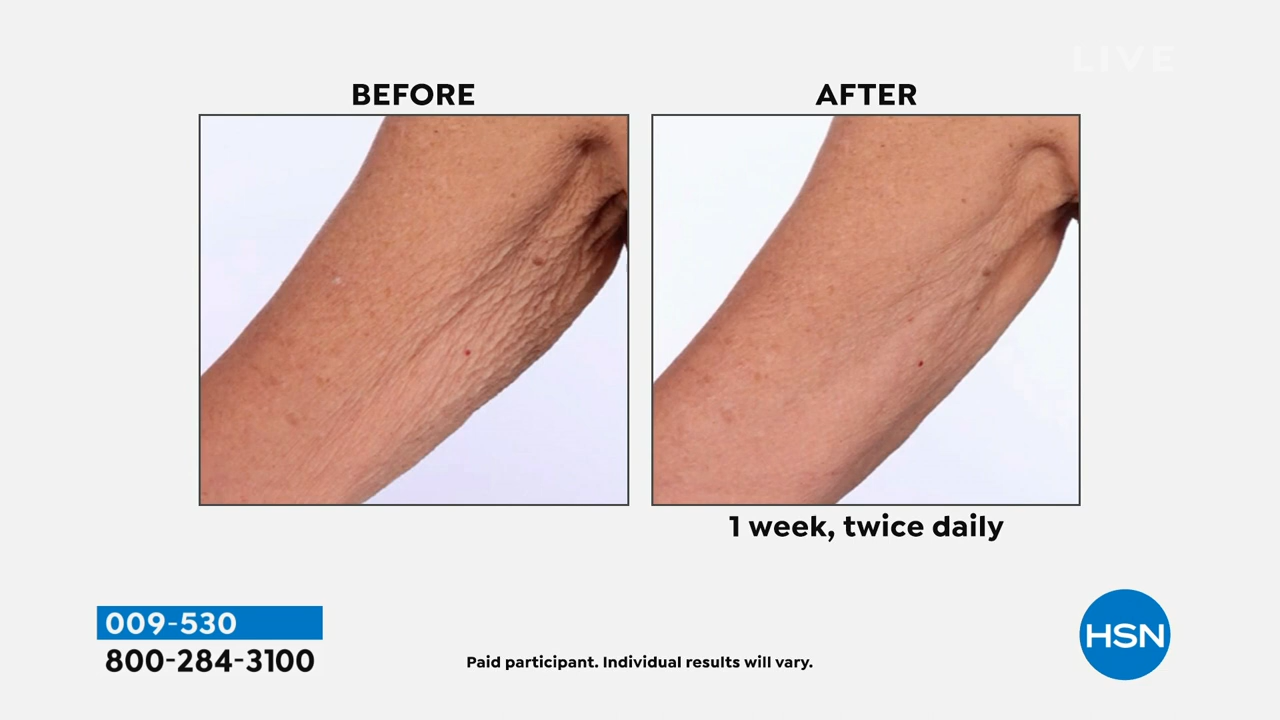 LIVE
BEFORE
AFTER
1 week, twice daily
009-530
800-284-3100
Paid participant. Individual results will vary.
HSN